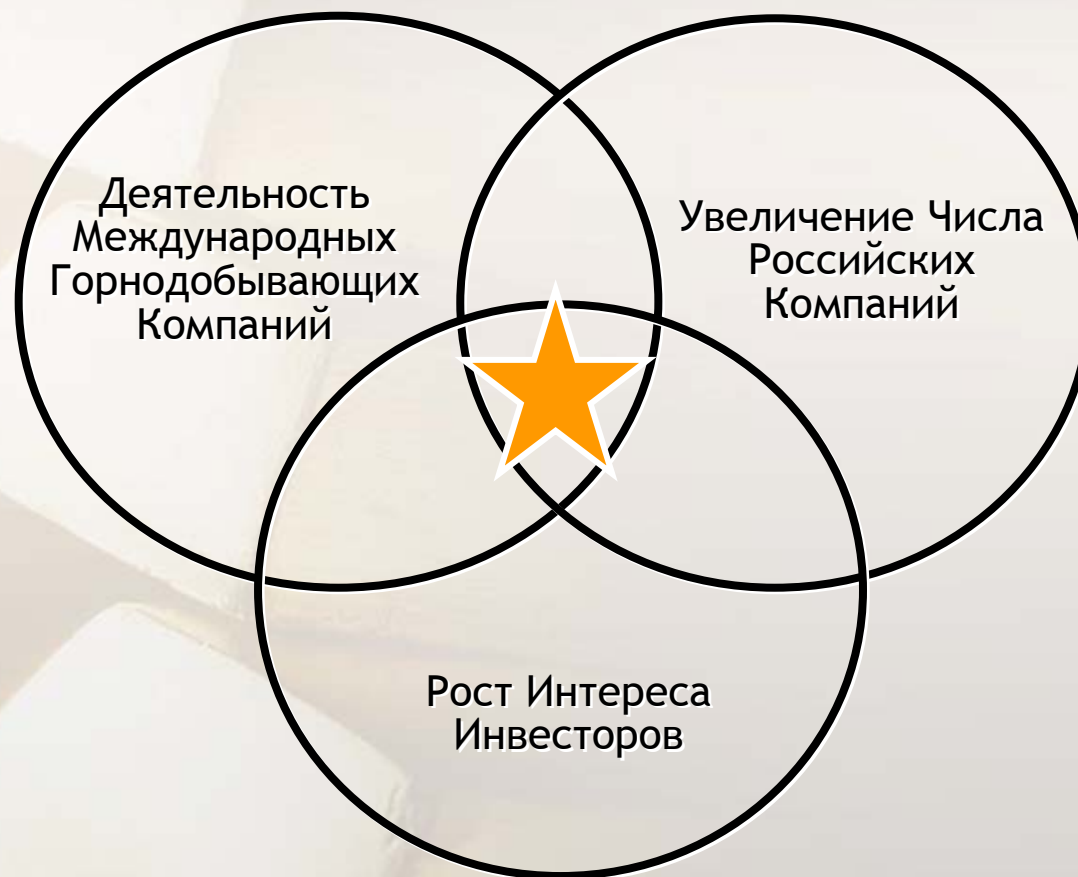 Деятельность
Международных
Горнодобывающих
Компаний
Увеличение Числа
Российских
Компаний
Рост Интереса
Инвесторов